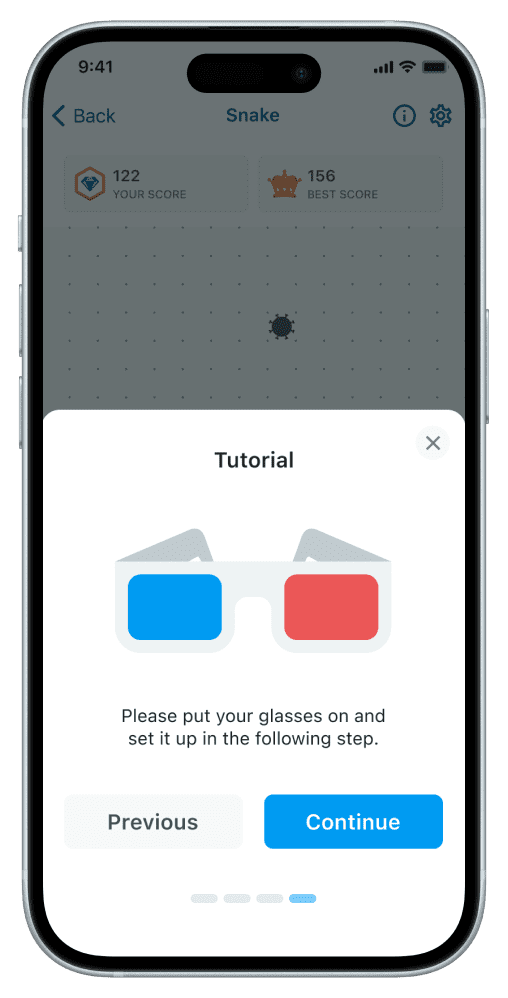 9:41
Back
Snake
122
YOUR SCORE
156
BEST SCORE
Tutorial
Please put your glasses on and
set it up in the following step.
Previous
Continue